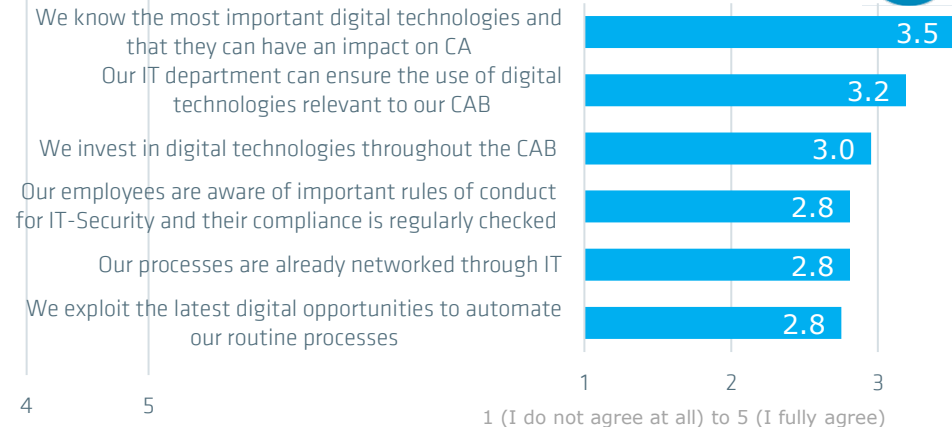 We know the most important digital technologies and
that they can have an impact on CA
3.5
Our IT department can ensure the use of digital
technologies relevant to our CAB
3.2
We invest in digital technologies throughout the CAB
3.0
Our employees are aware of important rules of conduct
for IT-Security and their compliance is regularly checked
2.8
Our processes are already networked through IT
2.8
We exploit the latest digital opportunities to automate
our routine processes
2.8
1 2 3
4 5
1 (I do not agree at all) to 5 (I fully agree)